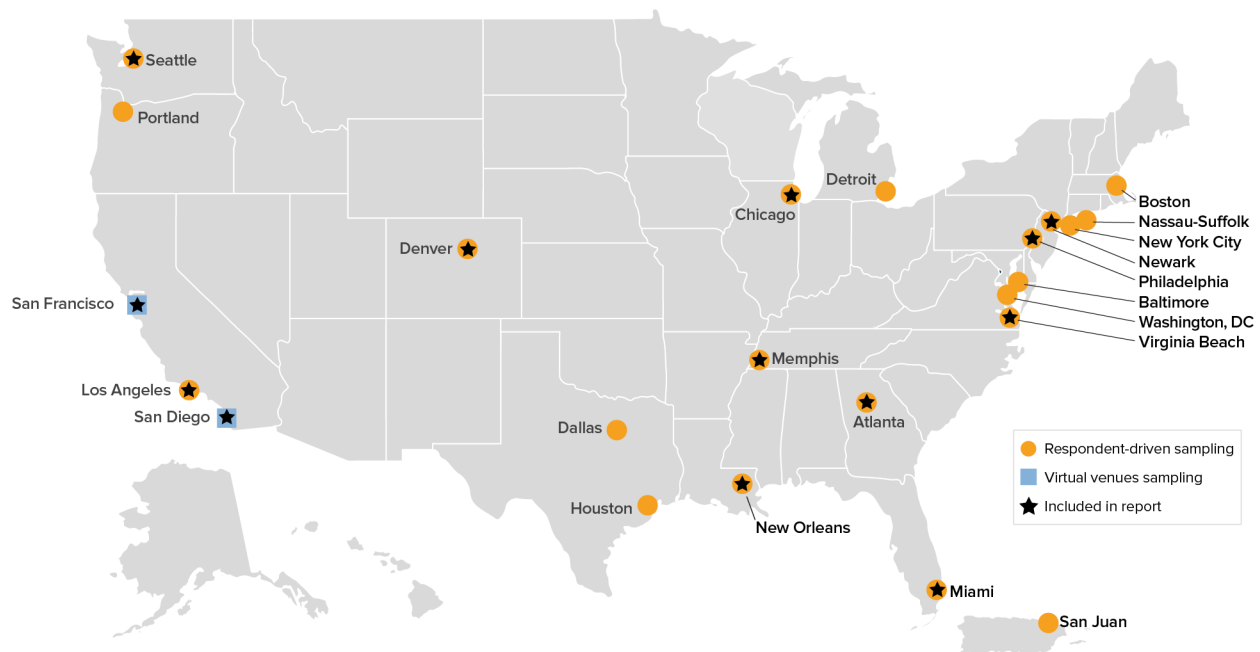 Seattle
Portland
Detroit
Chicago
Boston
Nassau-Suffolk
New York City
Newark
Philadelphia
Baltimore
Washington, DC
Virginia Beach
Denver
San Francisco
Memphis
Los Angeles
San Diego
Atlanta
Dallas
Houston
New Orleans
Miami
San Juan
Respondent-driven sampling
Virtual venues sampling
Included in report